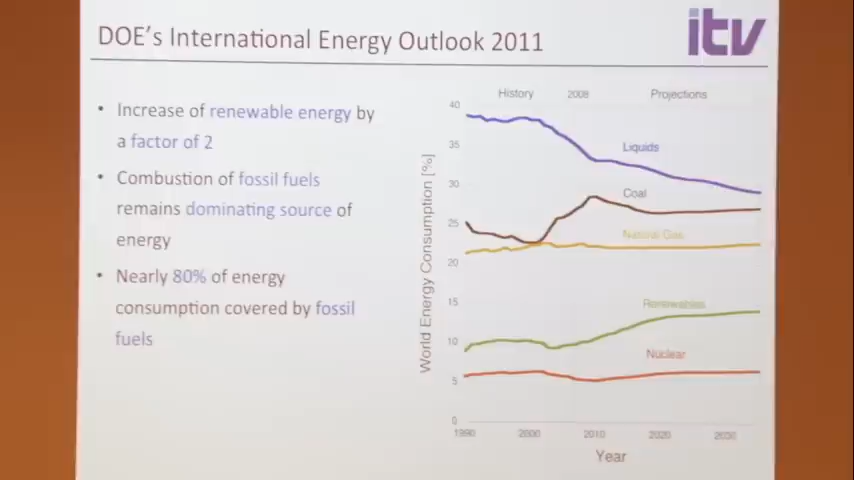 DOE's International Energy Outlook 2011
itv
• Increase of renewable energy by
a factor of 2
• Combustion of fossil fuels
remains dominating source of
energy
• Nearly 80% of energy
consumption covered by fossil
fuels
History 2008 Projections
World Energy Consumption [%]
40
35
30
25
20
15
10
5
0
Liquids
Coal
Natural Gas
Renewables
Nuclear
1990 2000 2010 2020 2030
Year